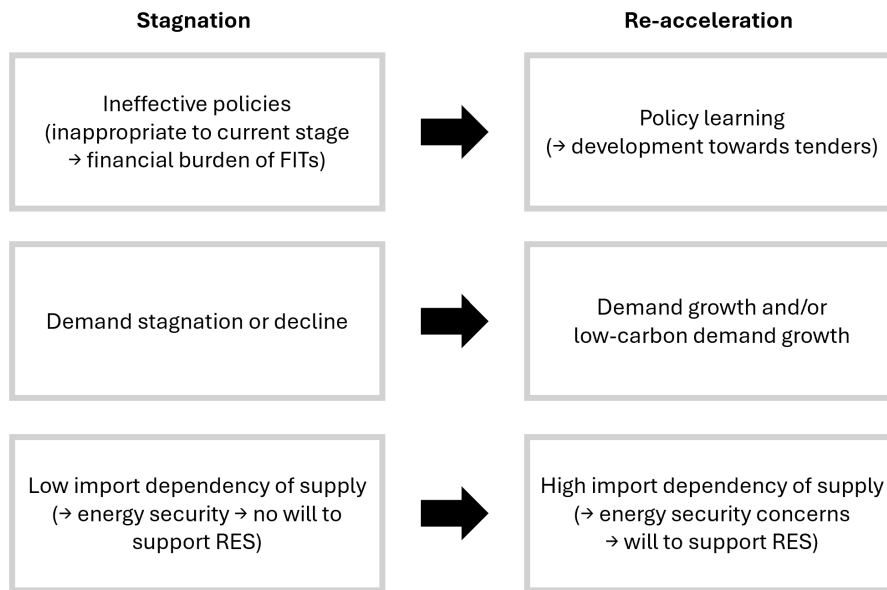 Stagnation
Re-acceleration
Ineffective policies
(inappropriate to current stage
→ financial burden of FITs)
Policy learning
(→ development towards tenders)
Demand stagnation or decline
Demand growth and/or
low-carbon demand growth
Low import dependency of supply
(→ energy security → no will to
support RES)
High import dependency of supply
(→ energy security concerns
→ will to support RES)